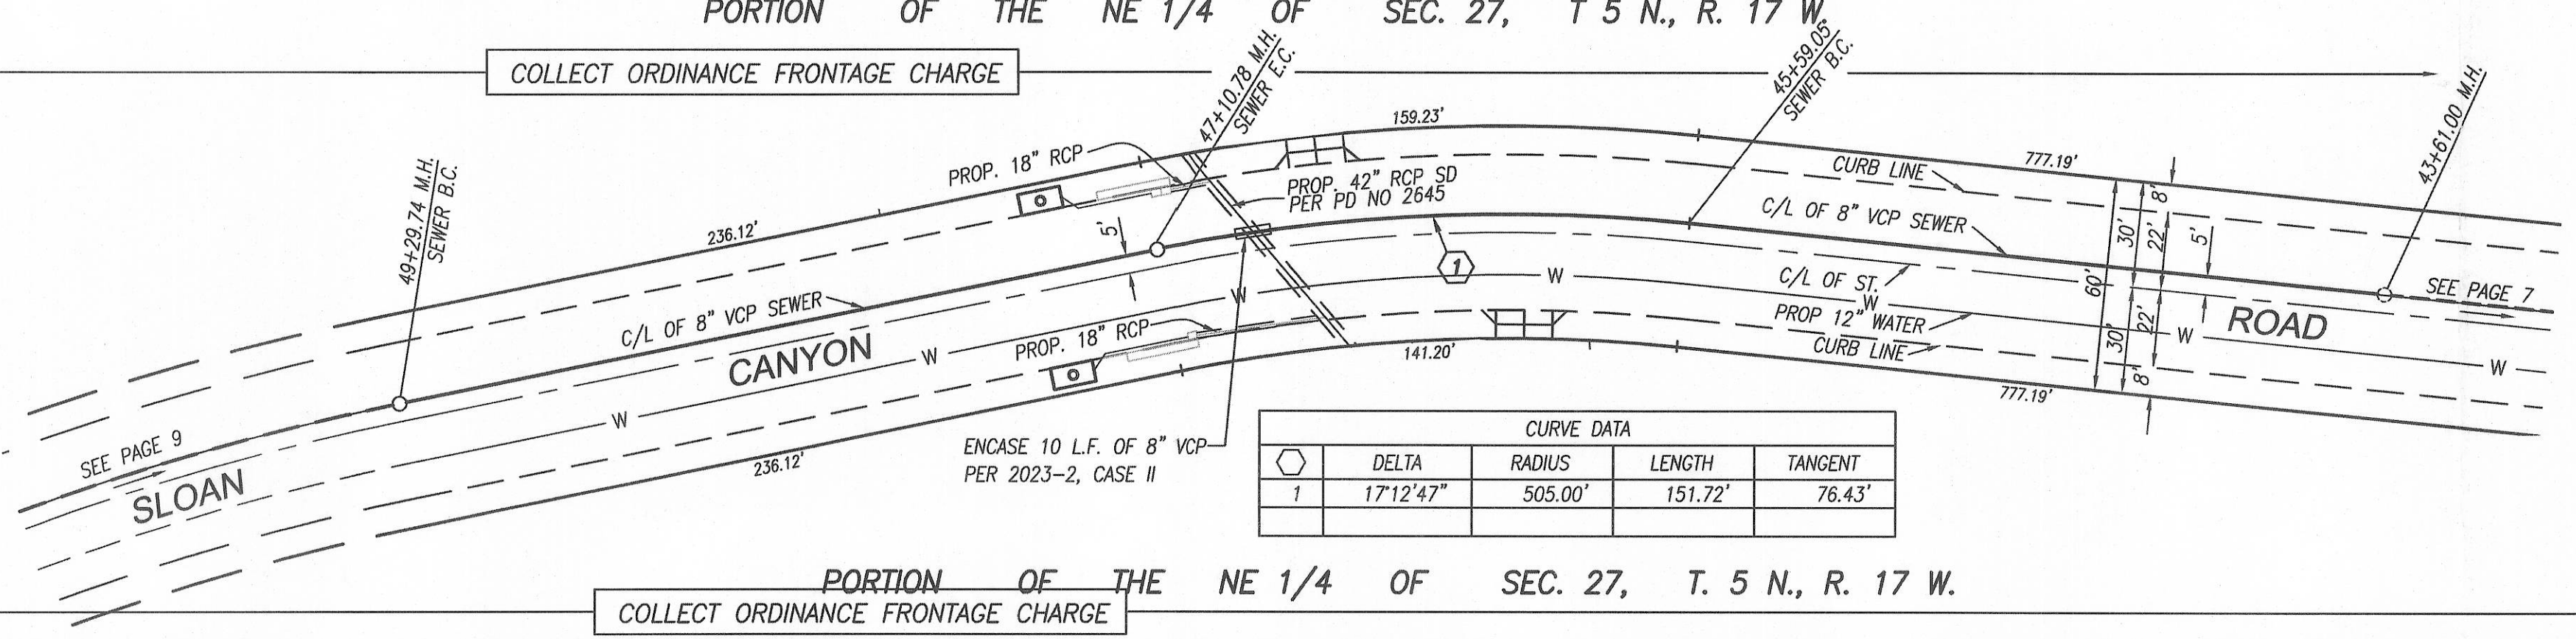 PORTION OF THE NE 1/4 OF SEC. 27, T 5 N., R. 17 W.
COLLECT ORDINANCE FRONTAGE CHARGE
49+29.74 M.H.
SEWER B.C.
47+10.78 M.H.
SEWER E.C.
45+59.05'
SEWER B.C.
43+61.00 M.H.
159.23'
777.19'
236.12'
PROP. 18" RCP
PROP. 42" RCP SD
PER PD NO 2645
CURB LINE
C/L OF 8" VCP SEWER
5'
1
W
C/L OF ST.
W
PROP 12" WATER
CURB LINE
60'
30'
22'
8'
5'
30'
22'
8'
SEE PAGE 7
ROAD
W
W
C/L OF 8" VCP SEWER
CANYON
W
W
W
PROP. 18" RCP
141.20'
777.19'
SEE PAGE 9
SLOAN
236.12'
ENCASE 10 L.F. OF 8" VCP
PER 2023-2, CASE II
CURVE DATA
DELTA RADIUS LENGTH TANGENT
1 17°12'47" 505.00' 151.72' 76.43'
PORTION OF THE NE 1/4 OF SEC. 27, T. 5 N., R. 17 W.
COLLECT ORDINANCE FRONTAGE CHARGE